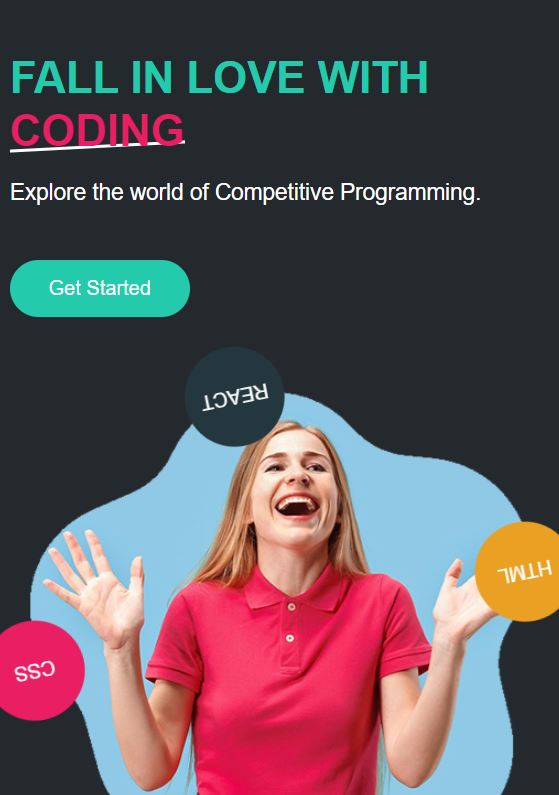 FALL IN LOVE WITH
CODING
Explore the world of Competitive Programming.
Get Started
REACT
HTML
CSS